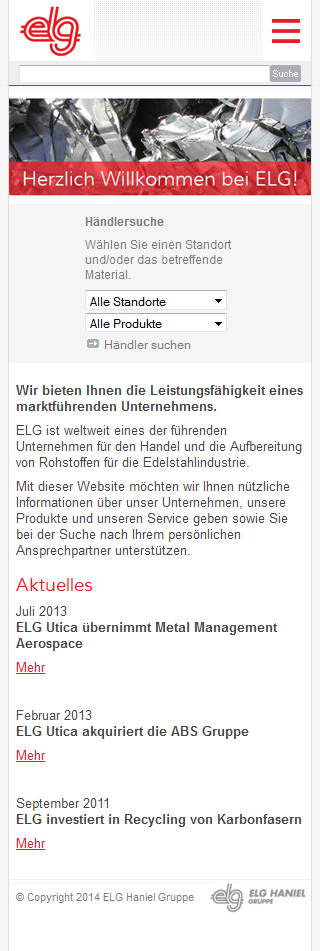 elg
Suche
Herzlich Willkommen bei ELG!
Händlersuche
Wählen Sie einen Standort
und/oder das betreffende
Material.
Alle Standorte
Alle Produkte
Händler suchen
Wir bieten Ihnen die Leistungsfähigkeit eines
marktführenden Unternehmens.
ELG ist weltweit eines der führenden
Unternehmen für den Handel und die Aufbereitung
von Rohstoffen für die Edelstahlindustrie.
Mit dieser Website möchten wir Ihnen nützliche
Informationen über unser Unternehmen, unsere
Produkte und unseren Service geben sowie Sie
bei der Suche nach Ihrem persönlichen
Ansprechpartner unterstützen.
Aktuelles
Juli 2013
ELG Utica übernimmt Metal Management
Aerospace
Mehr
Februar 2013
ELG Utica akquiriert die ABS Gruppe
Mehr
September 2011
ELG investiert in Recycling von Karbonfasern
Mehr
© Copyright 2014 ELG Haniel Gruppe
elg ELG HANIEL
GRUPPE